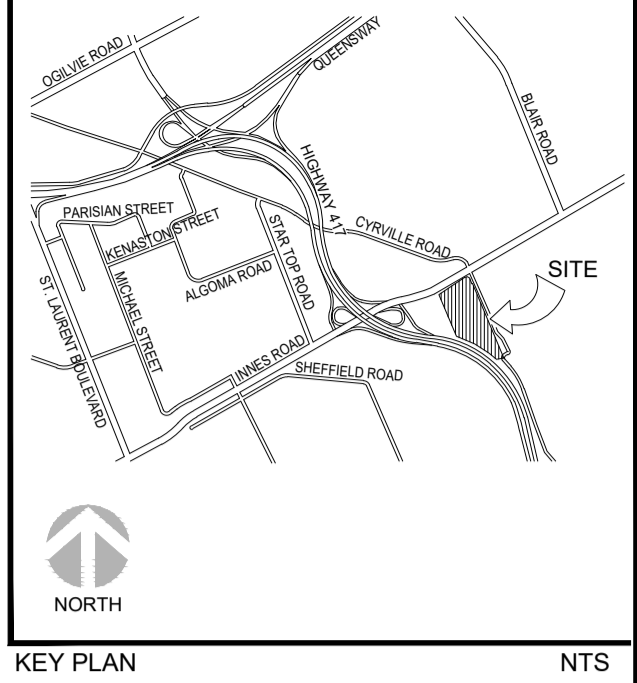 OGILVIE ROAD
QUEENSWAY
BLAIR ROAD
HIGHWAY 417
PARISIAN STREET
KENASTON STREET
CYRVILLE ROAD
STAR TOP ROAD
ALGOMA ROAD
MICHAEL STREET
ST. LAURENT BOULEVARD
SITE
INNES ROAD
SHEFFIELD ROAD
NORTH
KEY PLAN
NTS